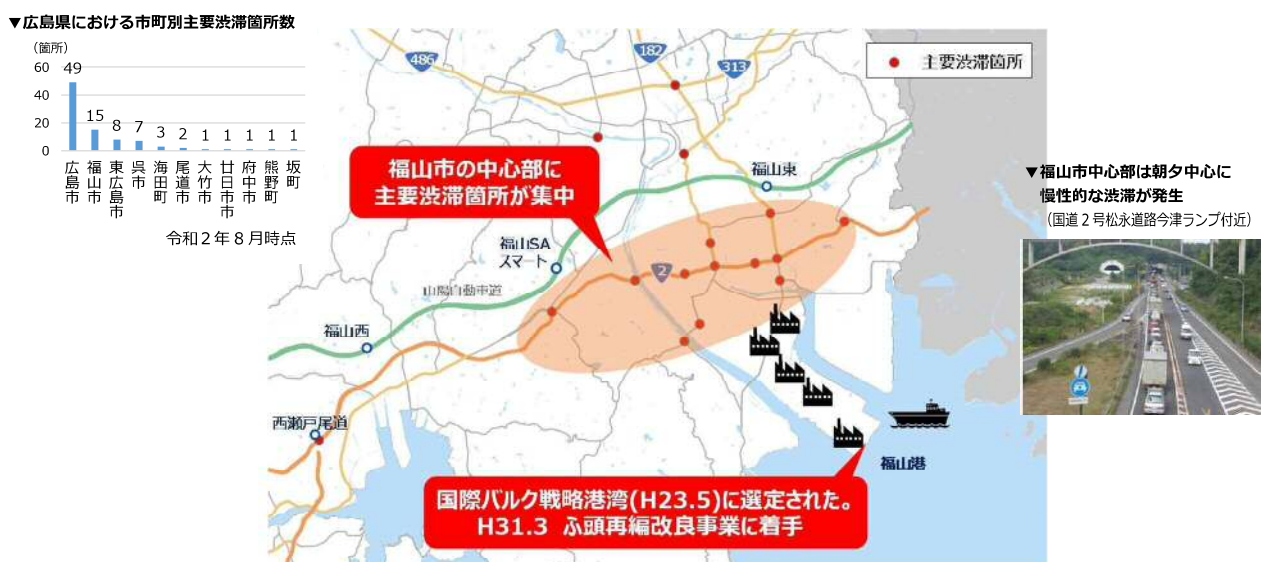 ▼広島県における市町別主要渋滞箇所数
（箇所）
60
40
20
0
49
15
8
7
3
2
1
1
1
1
1
広島市
福山市
東広島市
呉市
海田町
尾道市
大竹市
廿日市市
府中市
熊野町
坂町
令和2年8月時点
486
182
313
主要渋滞箇所
福山市の中心部に
主要渋滞箇所が集中
福山東
福山SA
スマート
2
山陽自動車道
福山西
西瀬戸尾道
福山港
国際バルク戦略港湾(H23.5)に選定された。
H31.3 ふ頭再編改良事業に着手
▼福山市中心部は朝夕中心に
慢性的な渋滞が発生
（国道2号松永道路今津ランプ付近）